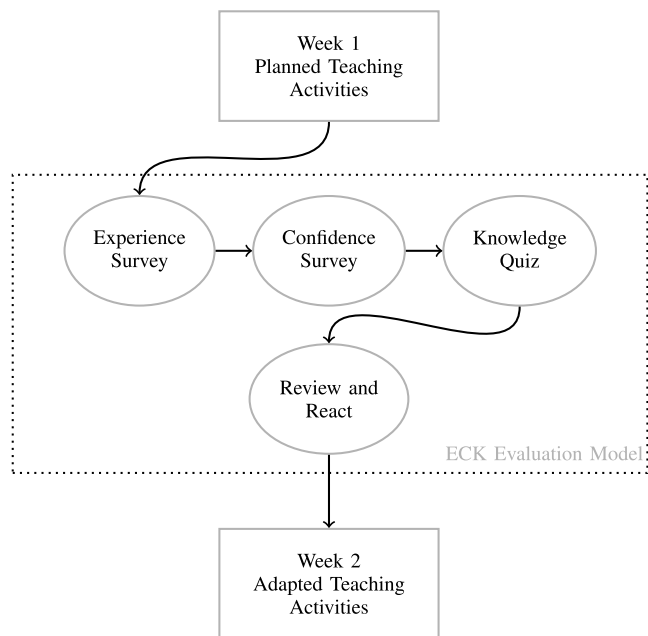 Week 1
Planned Teaching
Activities
Experience
Survey
Confidence
Survey
Knowledge
Quiz
Review and
React
ECK Evaluation Model
Week 2
Adapted Teaching
Activities